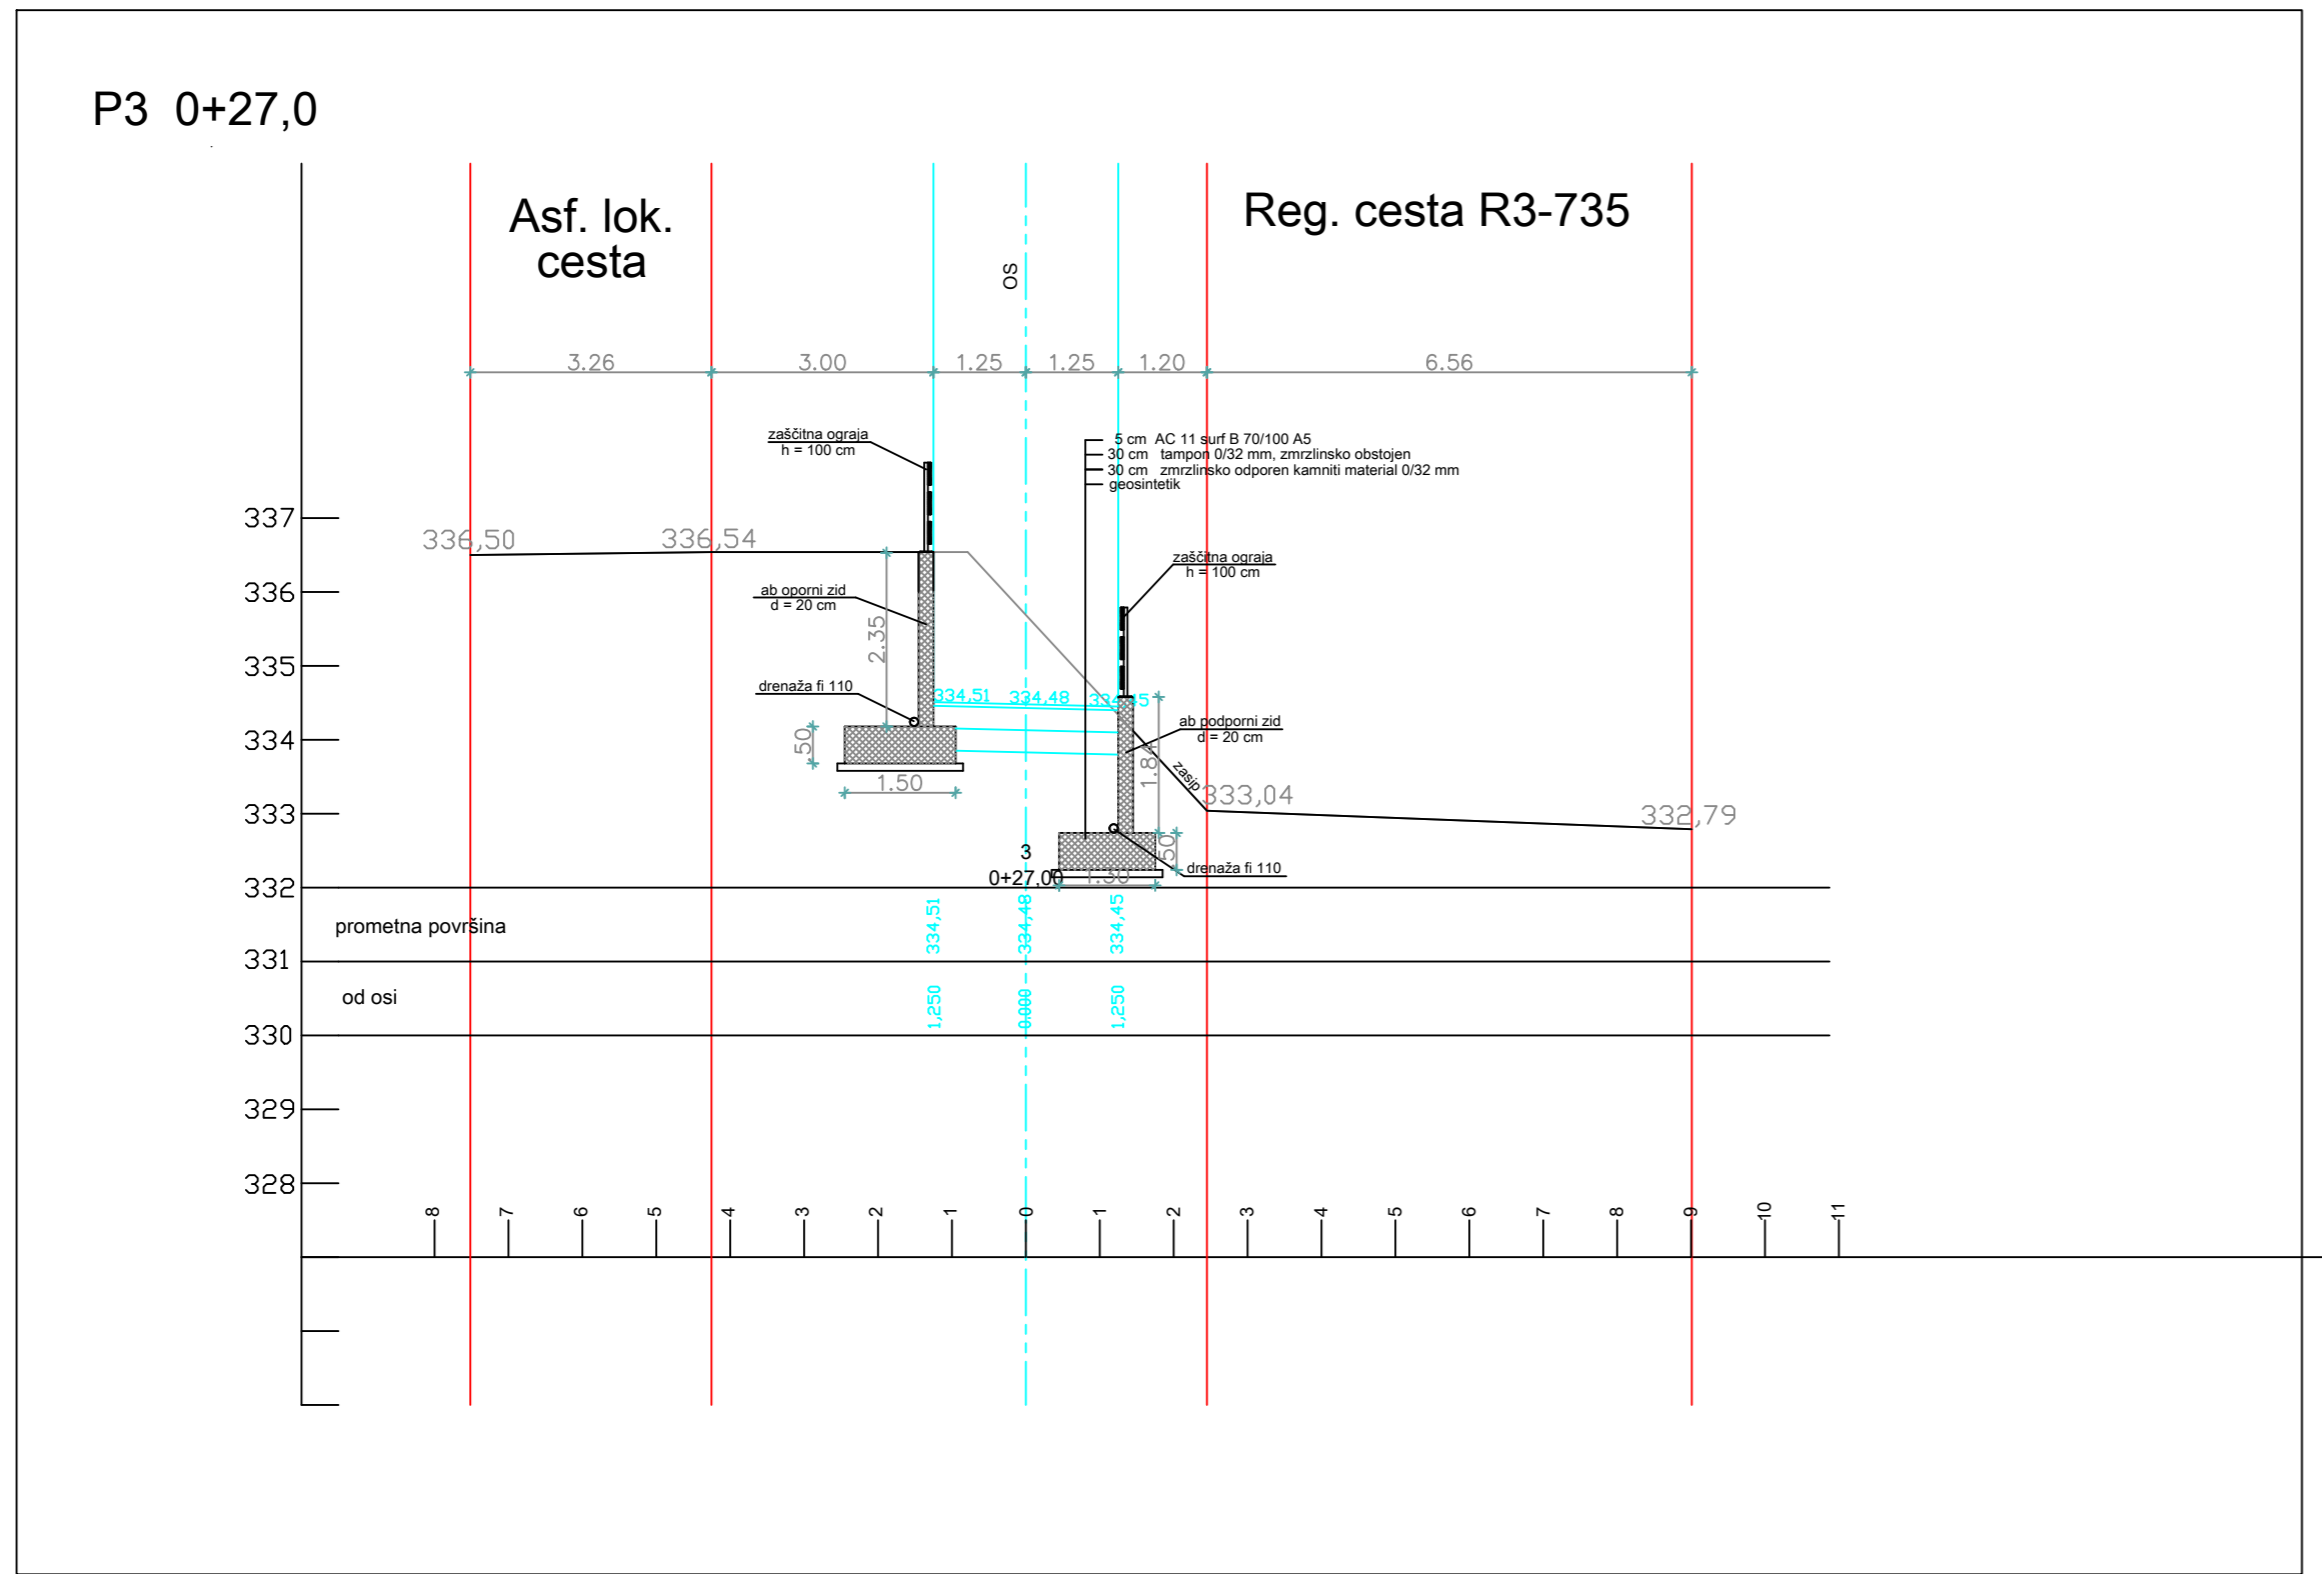 P3 0+27,0
Asf. lok.
cesta
Reg. cesta R3-735
OS
3.26
3.00
1.25
1.25
1.20
6.56
zaščitna ograja
h = 100 cm
5 cm AC 11 surf B 70/100 A5
30 cm tampon 0/32 mm, zmrzlinsko obstojen
30 cm zmrzlinsko odporen kamniti material 0/32 mm
geosintetik
337
336,50
336,54
zaščitna ograja
h = 100 cm
336
ab oporni zid
d = 20 cm
2.35
335
drenaža fi 110
334,51
334,48
334,45
ab podporni zid
d = 20 cm
334
.50
1.50
zasip
333,04
333
332,79
.50
3
drenaža fi 110
0+27,00
1.30
332
prometna površina
334,51
334,48
334,45
331
od osi
1,250
0,000
1,250
330
329
328
8
7
6
5
4
3
2
1
0
1
2
3
4
5
6
7
8
9
10
11